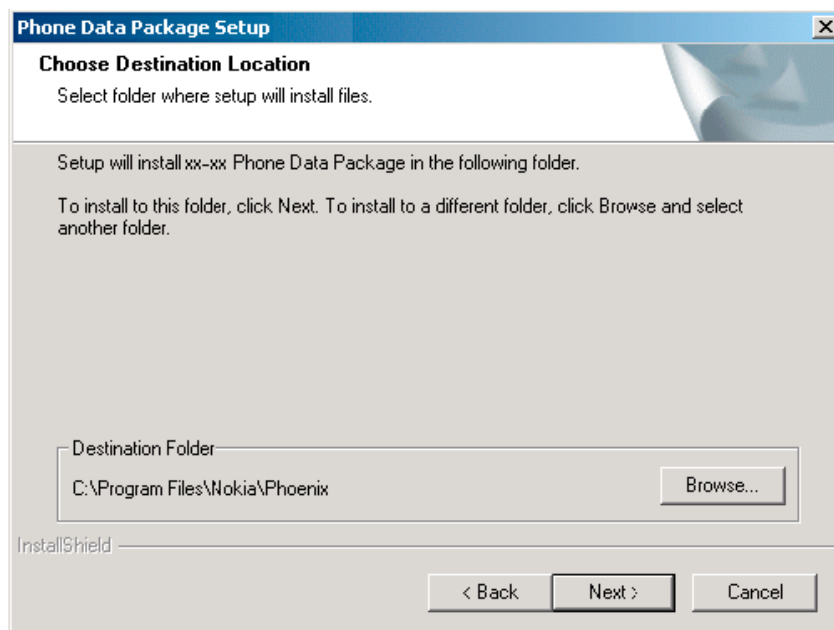 Phone Data Package Setup
Choose Destination Location
Select folder where setup will install files.
Setup will install xx-xx Phone Data Package in the following folder.
To install to this folder, click Next. To install to a different folder, click Browse and select
another folder.
Destination Folder
C:\Program Files\Nokia\Phoenix
Browse...
InstallShield
< Back
Next >
Cancel